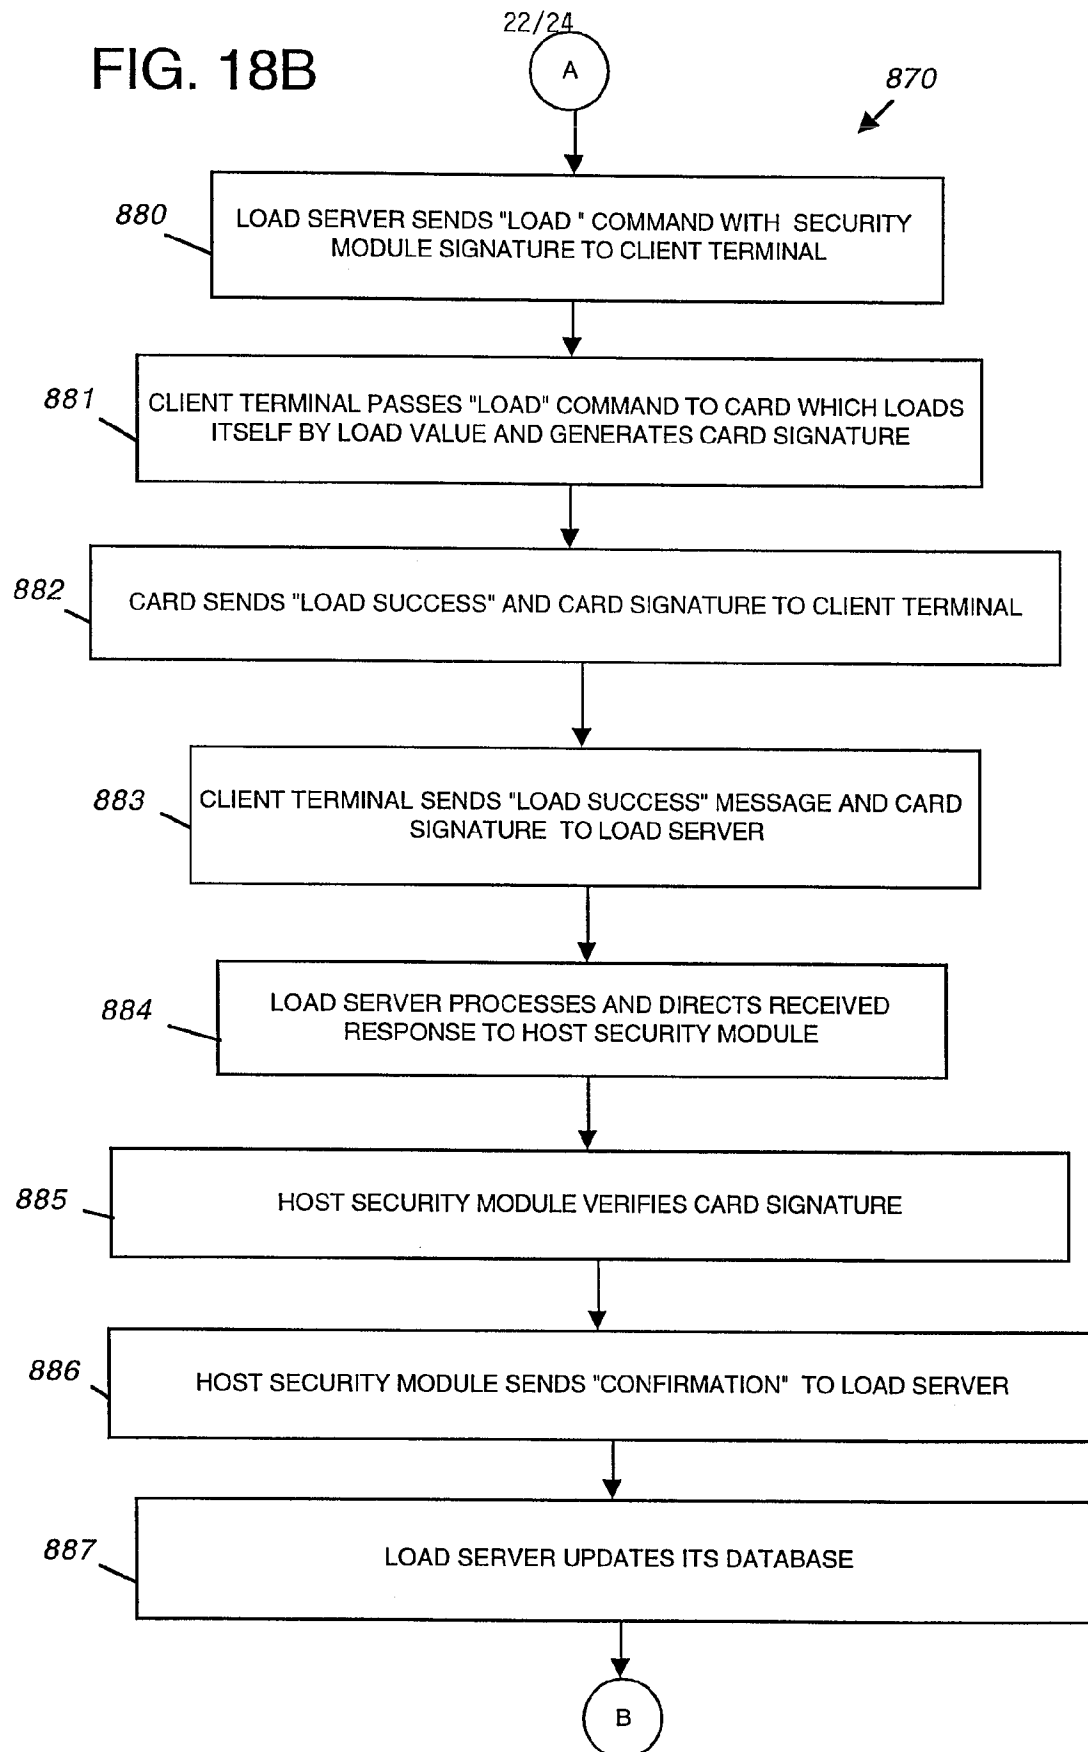 22/24
FIG. 18B
A
870
880
LOAD SERVER SENDS "LOAD " COMMAND WITH SECURITY
MODULE SIGNATURE TO CLIENT TERMINAL
881
CLIENT TERMINAL PASSES "LOAD" COMMAND TO CARD WHICH LOADS
ITSELF BY LOAD VALUE AND GENERATES CARD SIGNATURE
882
CARD SENDS "LOAD SUCCESS" AND CARD SIGNATURE TO CLIENT TERMINAL
883
CLIENT TERMINAL SENDS "LOAD SUCCESS" MESSAGE AND CARD
SIGNATURE TO LOAD SERVER
884
LOAD SERVER PROCESSES AND DIRECTS RECEIVED
RESPONSE TO HOST SECURITY MODULE
885
HOST SECURITY MODULE VERIFIES CARD SIGNATURE
886
HOST SECURITY MODULE SENDS "CONFIRMATION" TO LOAD SERVER
887
LOAD SERVER UPDATES ITS DATABASE
B